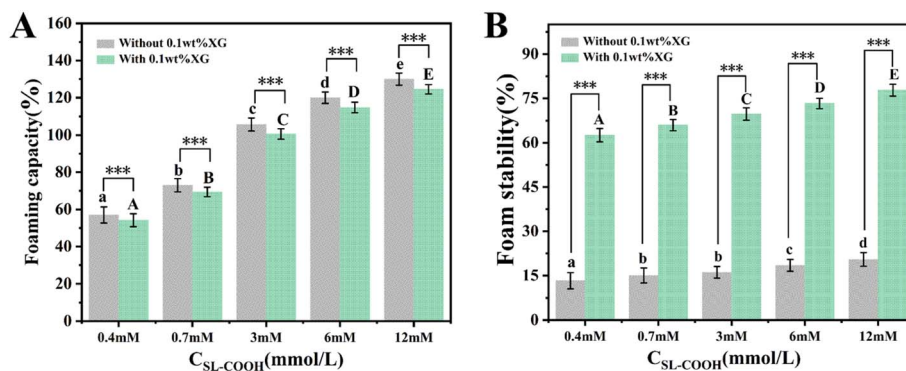 A
Foaming capacity(%)
160
140
120
100
80
60
40
20
0
Without 0.1wt%XG
With 0.1wt%XG
***
***
***
***
***
a
A
b
B
c
C
d
D
e
E
0.4mM
0.7mM
3mM
6mM
12mM
C_SL-COOH(mmol/L)
B
Foam stability(%)
90
75
60
45
30
15
0
Without 0.1wt%XG
With 0.1wt%XG
***
***
***
***
***
a
A
b
B
b
C
c
D
d
E
0.4mM
0.7mM
3mM
6mM
12mM
C_SL-COOH(mmol/L)